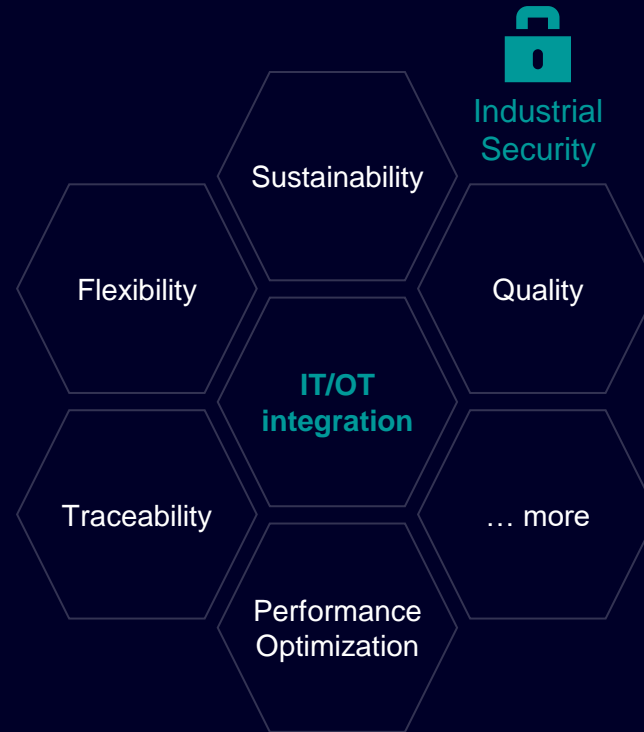 Industrial
Security
Sustainability
Flexibility
Quality
IT/OT
integration
Traceability
… more
Performance
Optimization